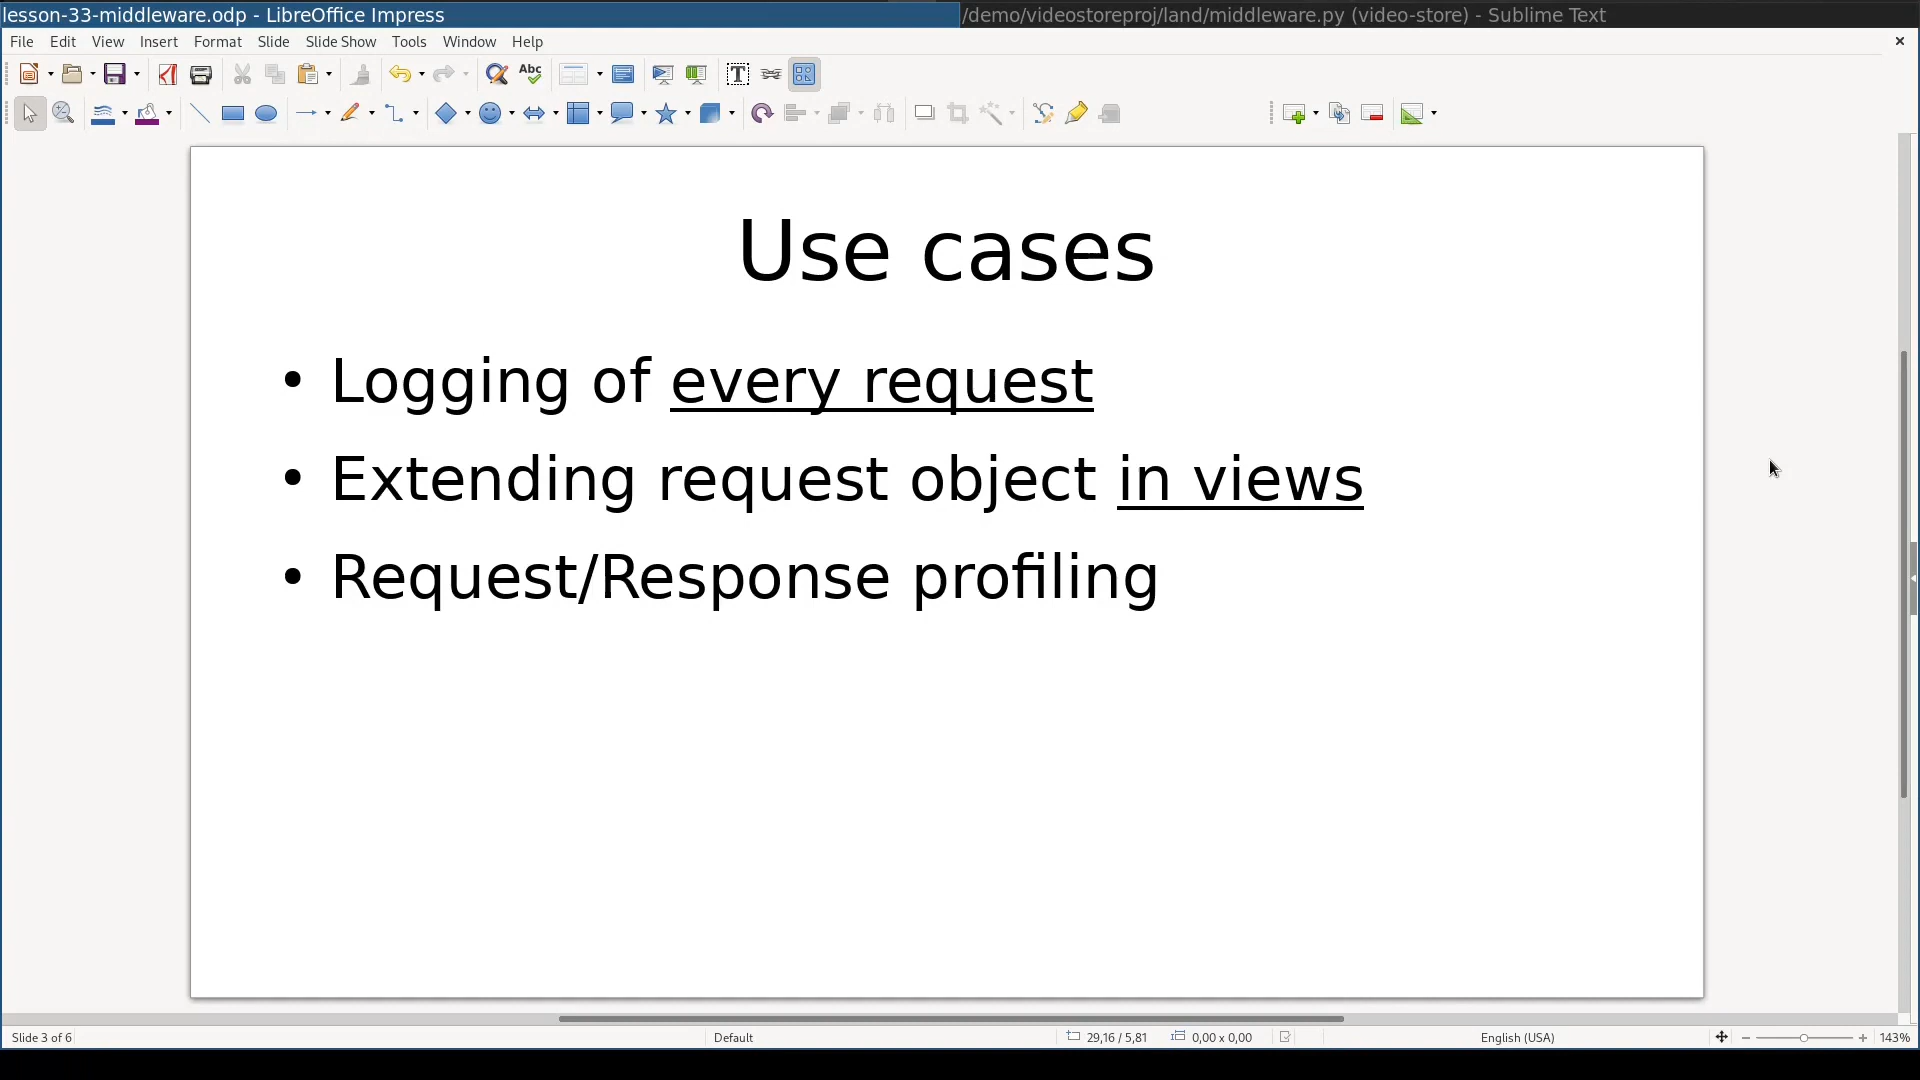 lesson-33-middleware.odp - LibreOffice Impress
/demo/videostoreproj/land/middleware.py (video-store) - Sublime Text
File Edit View Insert Format Slide Slide Show Tools Window Help
Abc
T
Use cases
• Logging of every request
• Extending request object in views
• Request/Response profiling
Slide 3 of 6 Default 29,16 / 5,81 0,00 x 0,00 English (USA) 143%